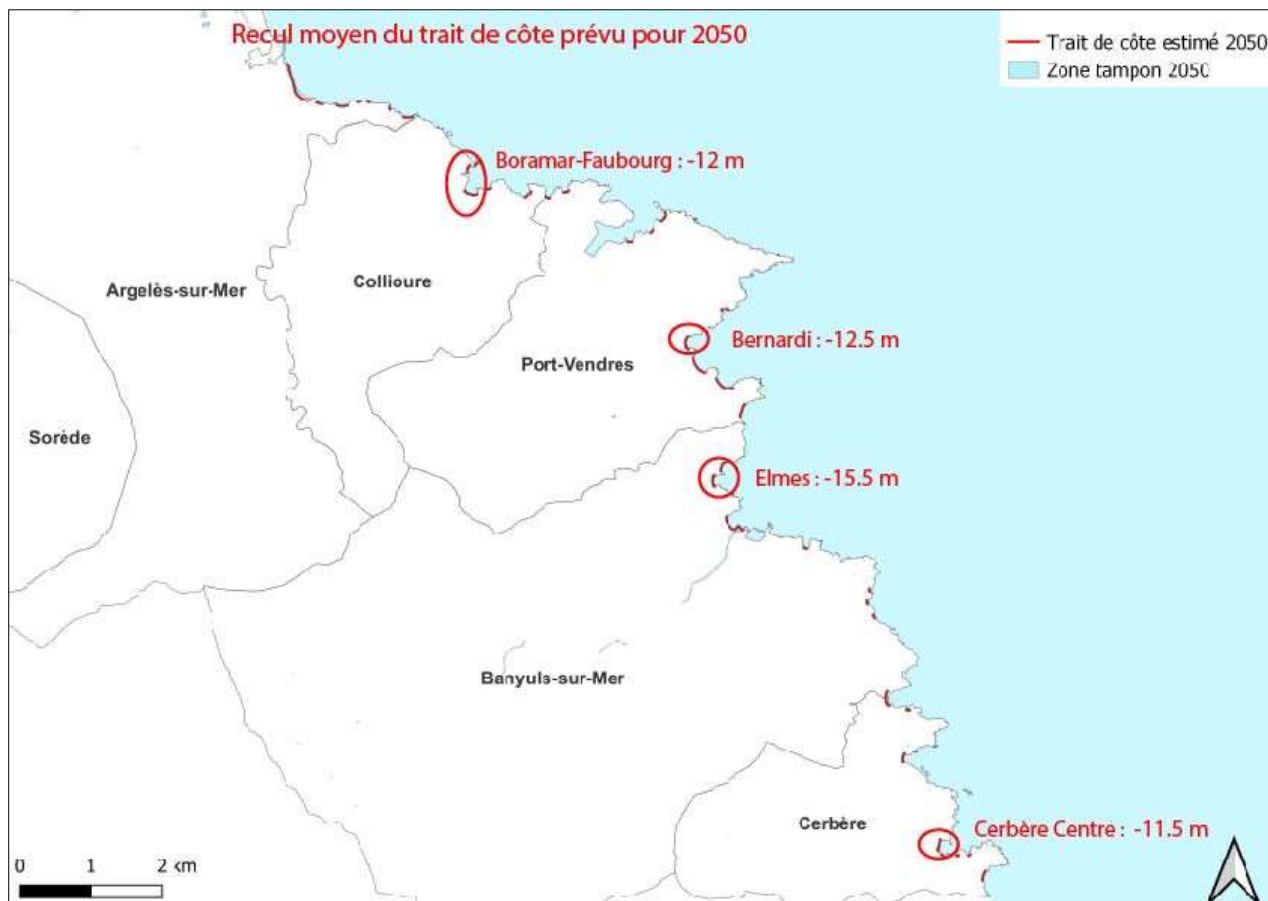 Recul moyen du trait de côte prévu pour 2050
Trait de côte estimé 2050
Zone tampon 2050
Boramar-Faubourg : -12 m
Collioure
Argelès-sur-Mer
Bernardi : -12.5 m
Port-Vendres
Sorède
Elmes : -15.5 m
Banyuls-sur-Mer
Cerbère
Cerbère Centre : -11.5 m
0 1 2 km